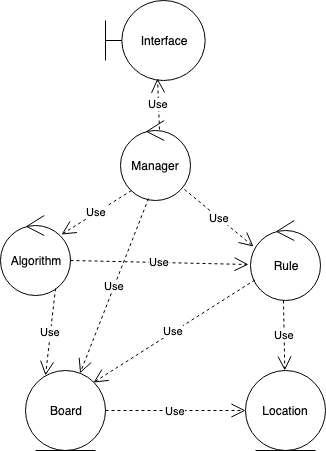 Interface
Use
Manager
Use
Use
Algorithm
Use
Rule
Use
Use
Use
Use
Board
Use
Location